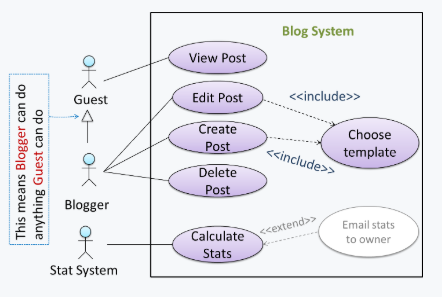 Blog System
View Post
Guest
Edit Post
<<include>>
Create
Post
Choose
template
<<include>>
This means Blogger can do
anything Guest can do
Blogger
Delete
Post
Stat System
Calculate
Stats
<<extend>>
Email stats
to owner